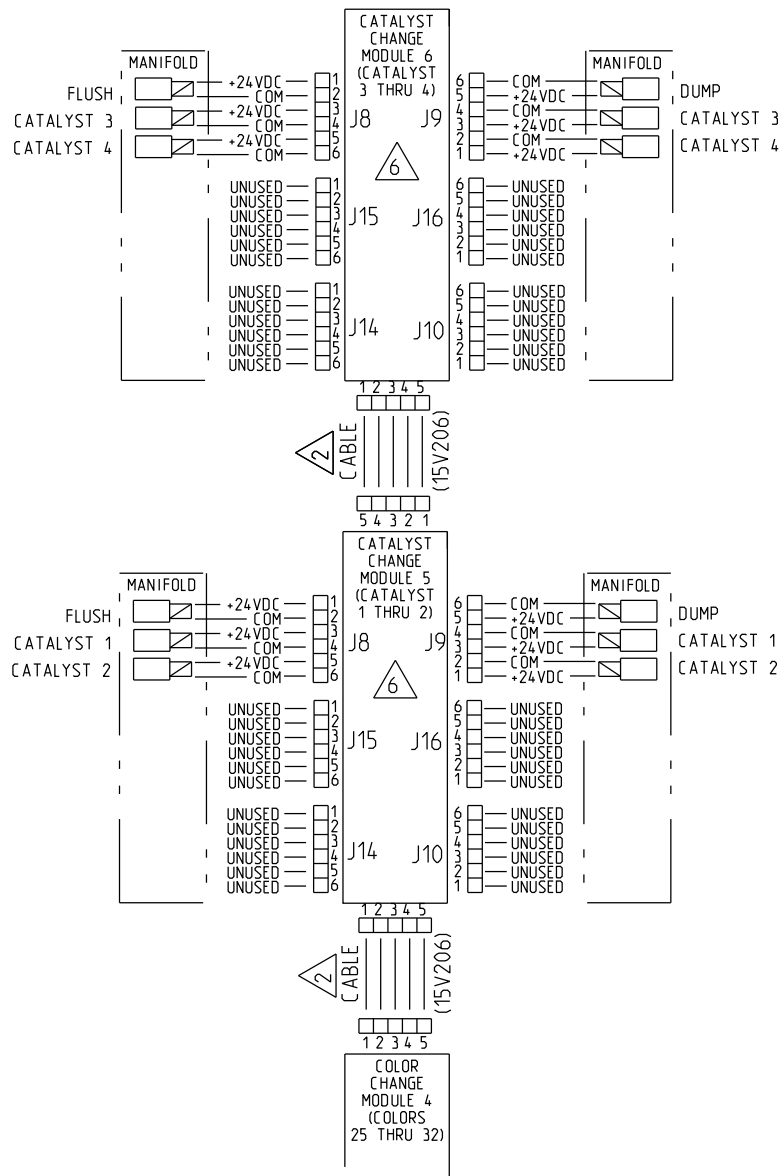 CATALYST
CHANGE
MODULE 6
(CATALYST
3 THRU 4)
MANIFOLD
MANIFOLD
FLUSH
+24VDC 1
COM 2
J8
J9
6 COM
5 +24VDC
DUMP
CATALYST 3
+24VDC 3
COM 4
4 COM
3 +24VDC
CATALYST 3
CATALYST 4
+24VDC 5
COM 6
2 COM
1 +24VDC
CATALYST 4
6
UNUSED 1
UNUSED 2
UNUSED 3
UNUSED 4
UNUSED 5
UNUSED 6
J15
J16
6 UNUSED
5 UNUSED
4 UNUSED
3 UNUSED
2 UNUSED
1 UNUSED
UNUSED 1
UNUSED 2
UNUSED 3
UNUSED 4
UNUSED 5
UNUSED 6
J14
J10
6 UNUSED
5 UNUSED
4 UNUSED
3 UNUSED
2 UNUSED
1 UNUSED
1 2 3 4 5
2
CABLE
(15V206)
5 4 3 2 1
CATALYST
CHANGE
MODULE 5
(CATALYST
1 THRU 2)
MANIFOLD
MANIFOLD
FLUSH
+24VDC 1
COM 2
J8
J9
6 COM
5 +24VDC
DUMP
CATALYST 1
+24VDC 3
COM 4
4 COM
3 +24VDC
CATALYST 1
CATALYST 2
+24VDC 5
COM 6
2 COM
1 +24VDC
CATALYST 2
6
UNUSED 1
UNUSED 2
UNUSED 3
UNUSED 4
UNUSED 5
UNUSED 6
J15
J16
6 UNUSED
5 UNUSED
4 UNUSED
3 UNUSED
2 UNUSED
1 UNUSED
UNUSED 1
UNUSED 2
UNUSED 3
UNUSED 4
UNUSED 5
UNUSED 6
J14
J10
6 UNUSED
5 UNUSED
4 UNUSED
3 UNUSED
2 UNUSED
1 UNUSED
1 2 3 4 5
2
CABLE
(15V206)
1 2 3 4 5
COLOR
CHANGE
MODULE 4
(COLORS
25 THRU 32)